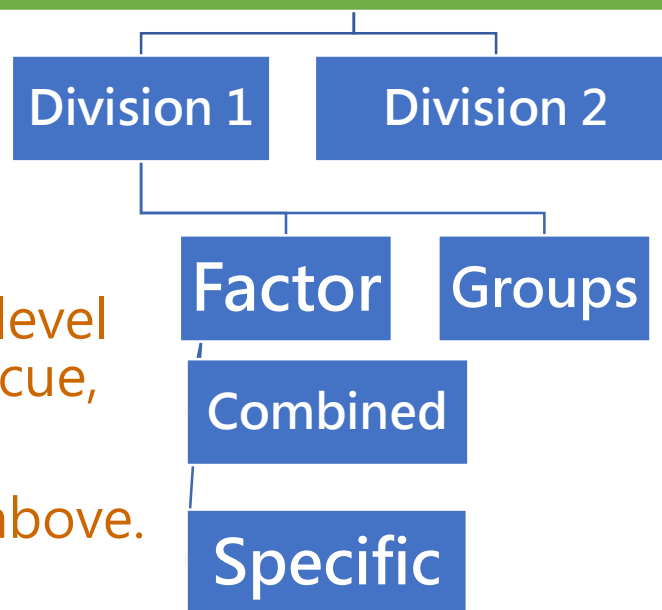 Division 1
Division 2
Factor
Groups
level
cue,
Combined
above.
Specific